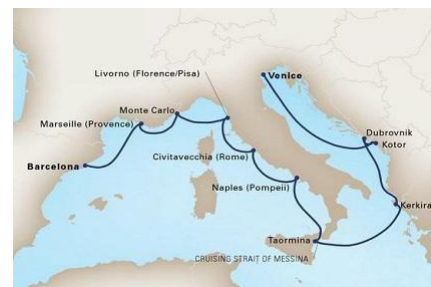 Livorno (Florence/Pisa)
Venice
Monte Carlo
Marseille (Provence)
Dubrovnik
Kotor
Barcelona
Civitavecchia (Rome)
Naples (Pompeii)
Kerkira
Taormina
CRUISING STRAIT OF MESSINA